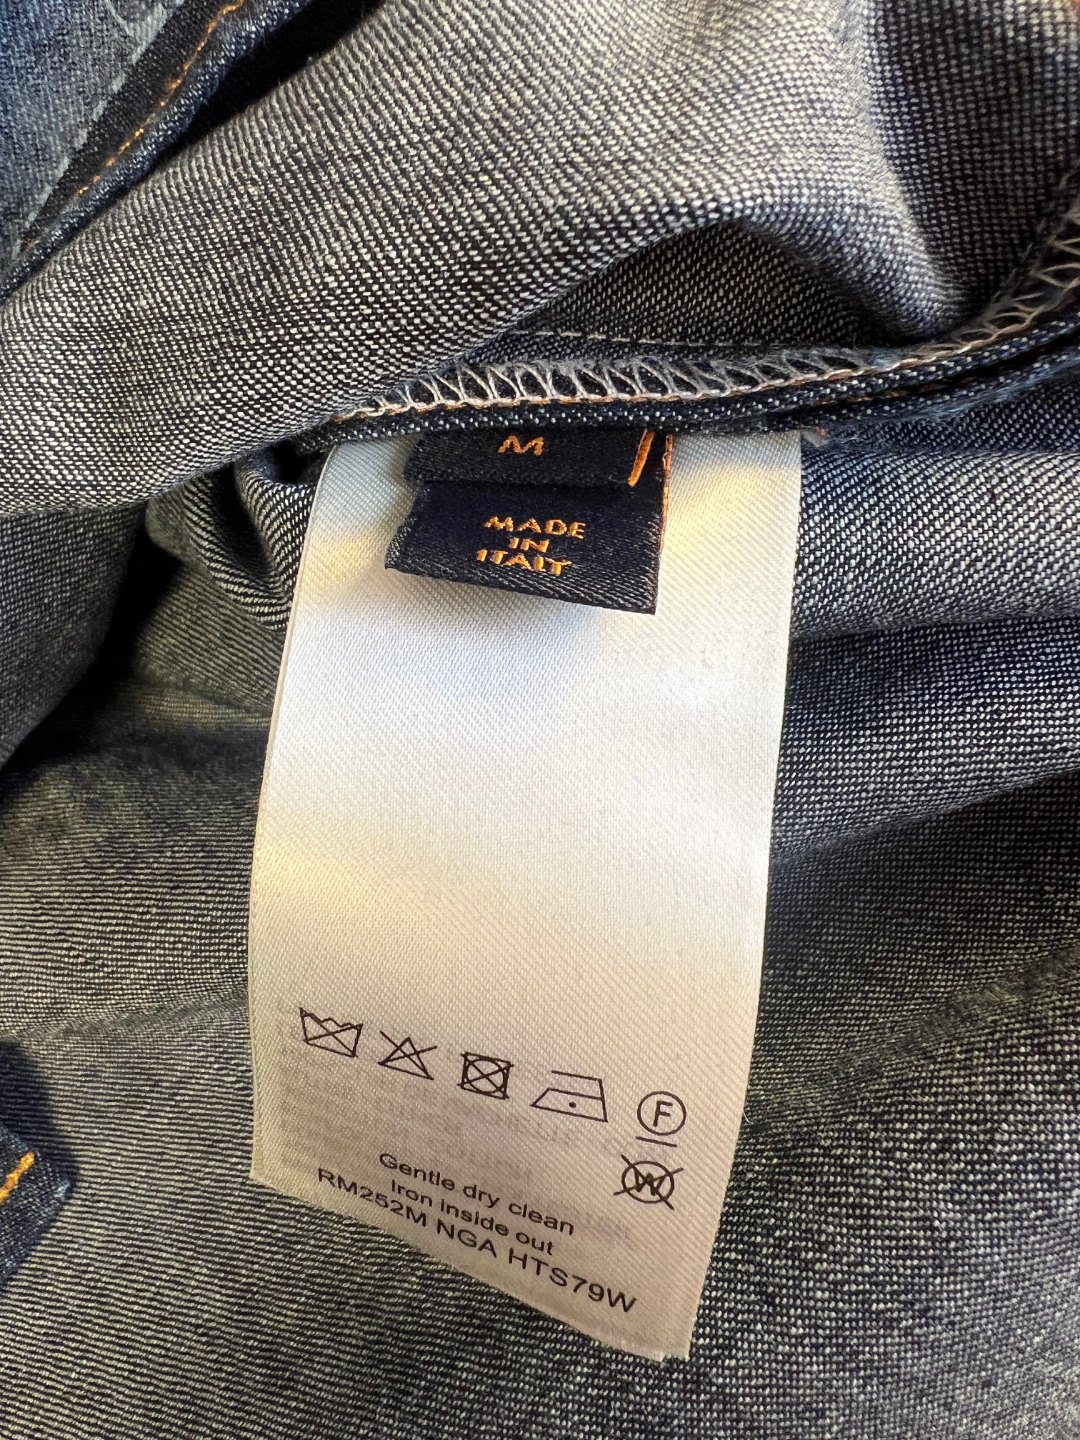 M
MADE
IN
ITALY
F
W
Gentle dry clean
Iron inside out
RM252M NGA HTS79W